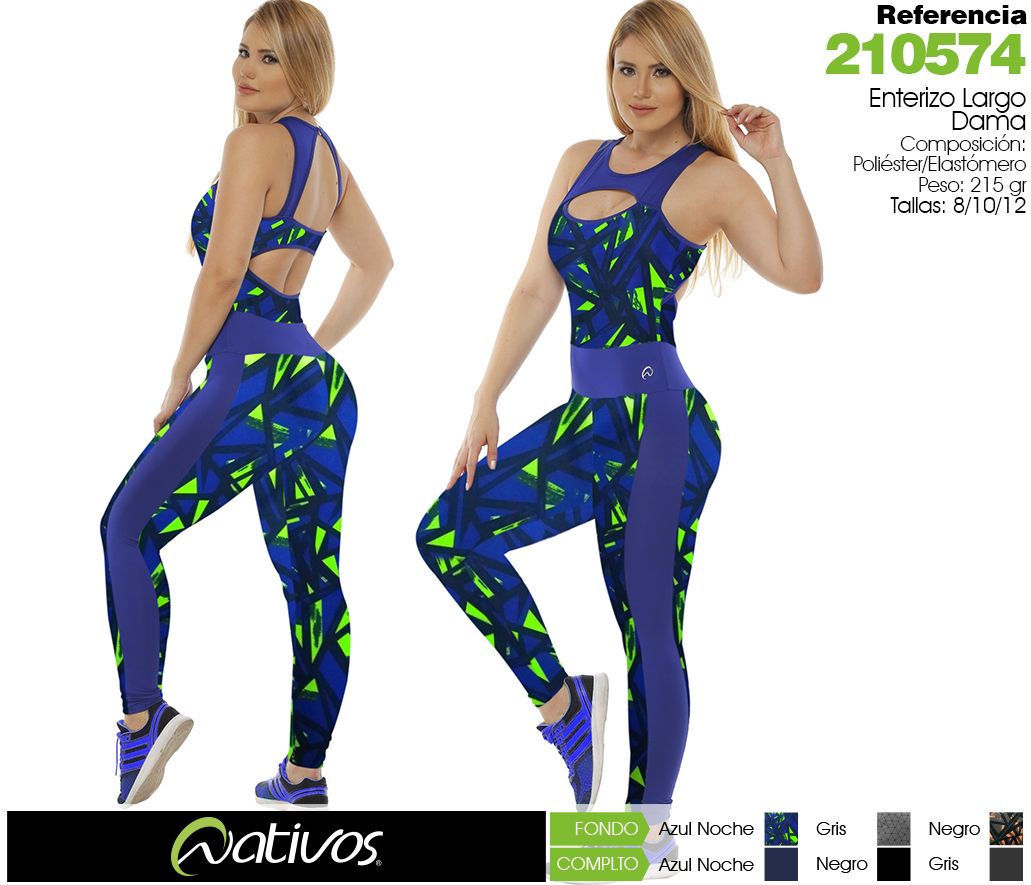 Referencia
210574
Enterizo Largo
Dama
Composición:
Poliéster/Elastómero
Peso: 215 gr
Tallas: 8/10/12
Nativos®
FONDO Azul Noche Gris Negro
COMPLTO Azul Noche Negro Gris